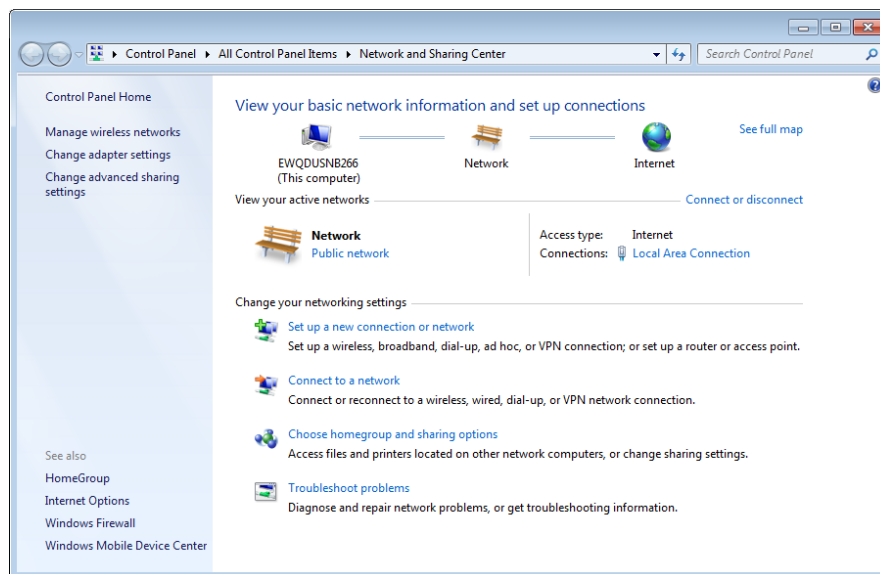 Control Panel ▸ All Control Panel Items ▸ Network and Sharing Center
Search Control Panel
Control Panel Home
Manage wireless networks
Change adapter settings
Change advanced sharing
settings
See also
HomeGroup
Internet Options
Windows Firewall
Windows Mobile Device Center
View your basic network information and set up connections
EWQDUSNB266
(This computer)
Network
Internet
See full map
View your active networks
Connect or disconnect
Network
Public network
Access type: Internet
Connections: Local Area Connection
Change your networking settings
Set up a new connection or network
Set up a wireless, broadband, dial-up, ad hoc, or VPN connection; or set up a router or access point.
Connect to a network
Connect or reconnect to a wireless, wired, dial-up, or VPN network connection.
Choose homegroup and sharing options
Access files and printers located on other network computers, or change sharing settings.
Troubleshoot problems
Diagnose and repair network problems, or get troubleshooting information.